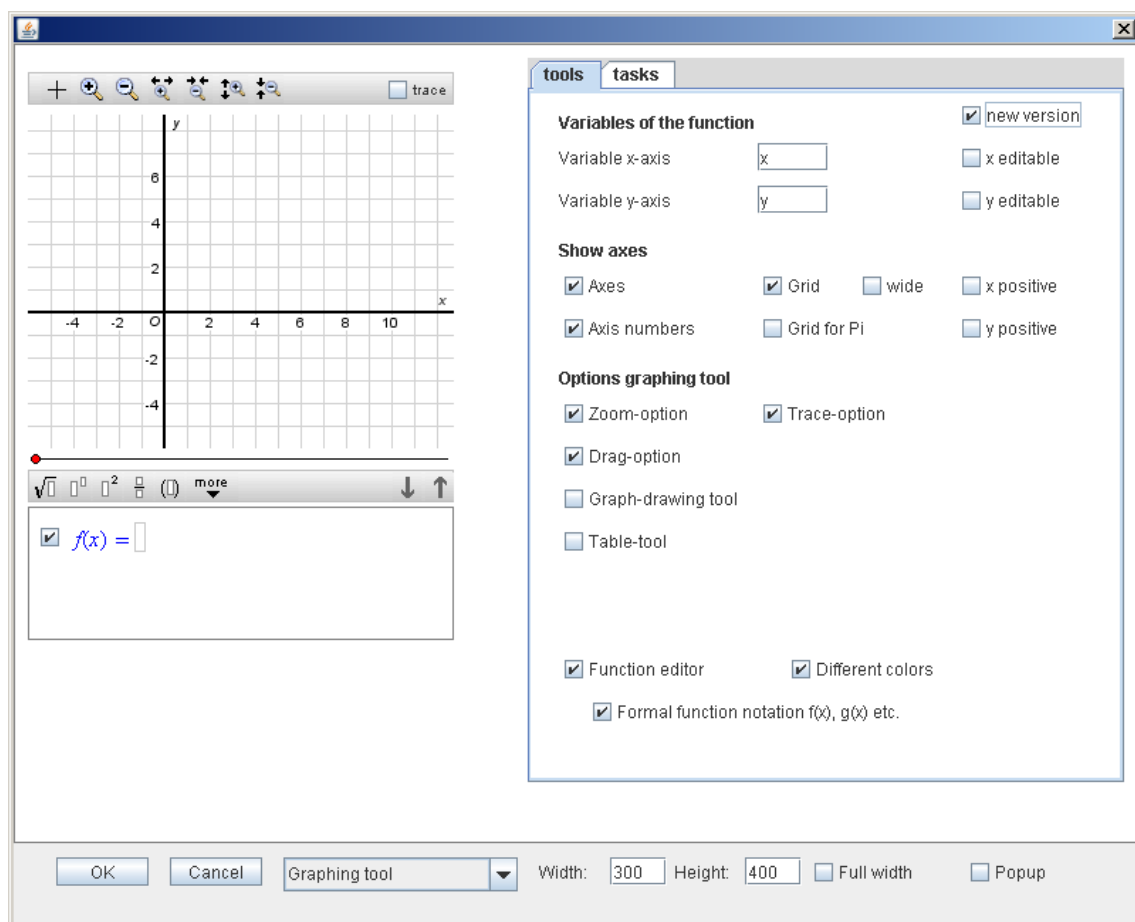 trace
y
6
4
2
x
-4 -2 O 2 4 6 8 10
-2
-4
√ 2 () more
f(x) =
tools tasks
Variables of the function new version
Variable x-axis x x editable
Variable y-axis y y editable
Show axes
Axes Grid wide x positive
Axis numbers Grid for Pi y positive
Options graphing tool
Zoom-option Trace-option
Drag-option
Graph-drawing tool
Table-tool
Function editor Different colors
Formal function notation f(x), g(x) etc.
OK Cancel Graphing tool Width: 300 Height: 400 Full width Popup